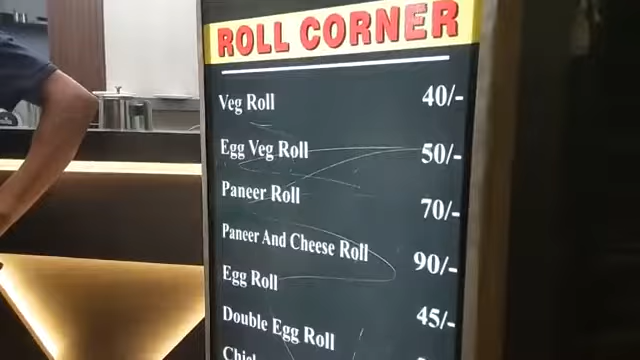 ROLL CORNER
Veg Roll 40/-
Egg Veg Roll 50/-
Paneer Roll 70/-
Paneer And Cheese Roll 90/-
Egg Roll 45/-
Double Egg Roll